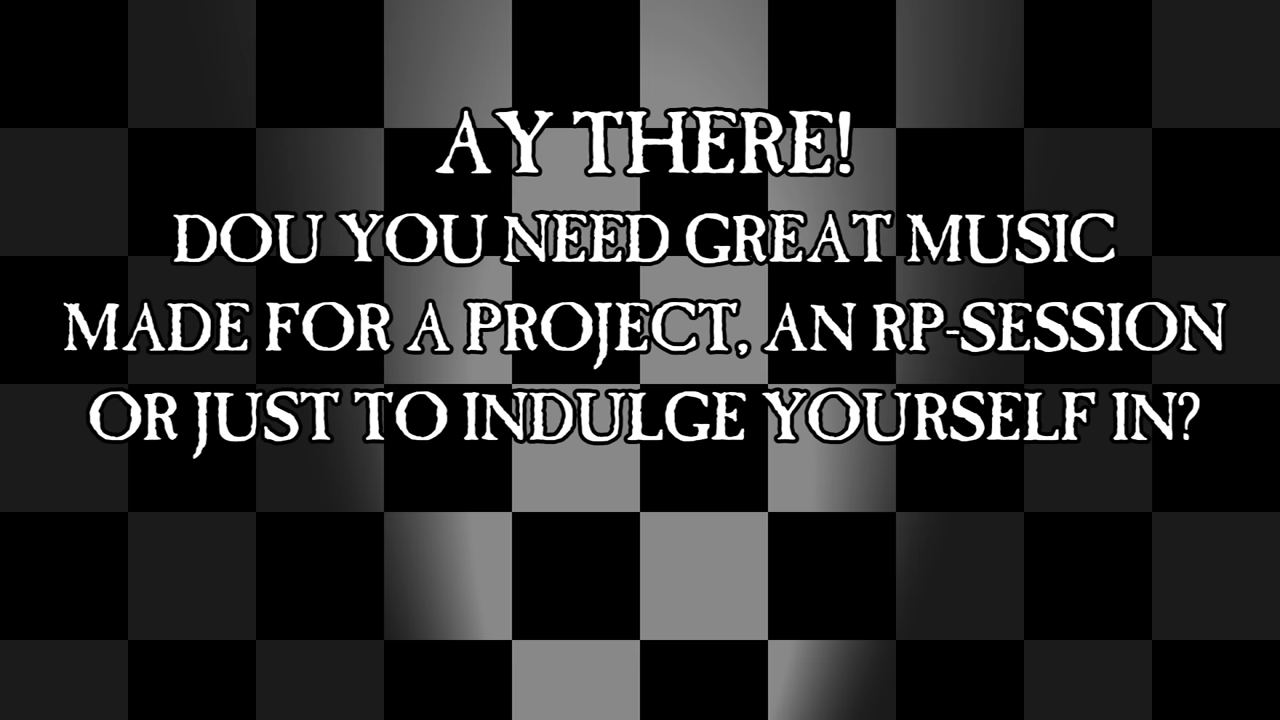 AY THERE!
DOU YOU NEED GREAT MUSIC
MADE FOR A PROJECT, AN RP-SESSION
OR JUST TO INDULGE YOURSELF IN?